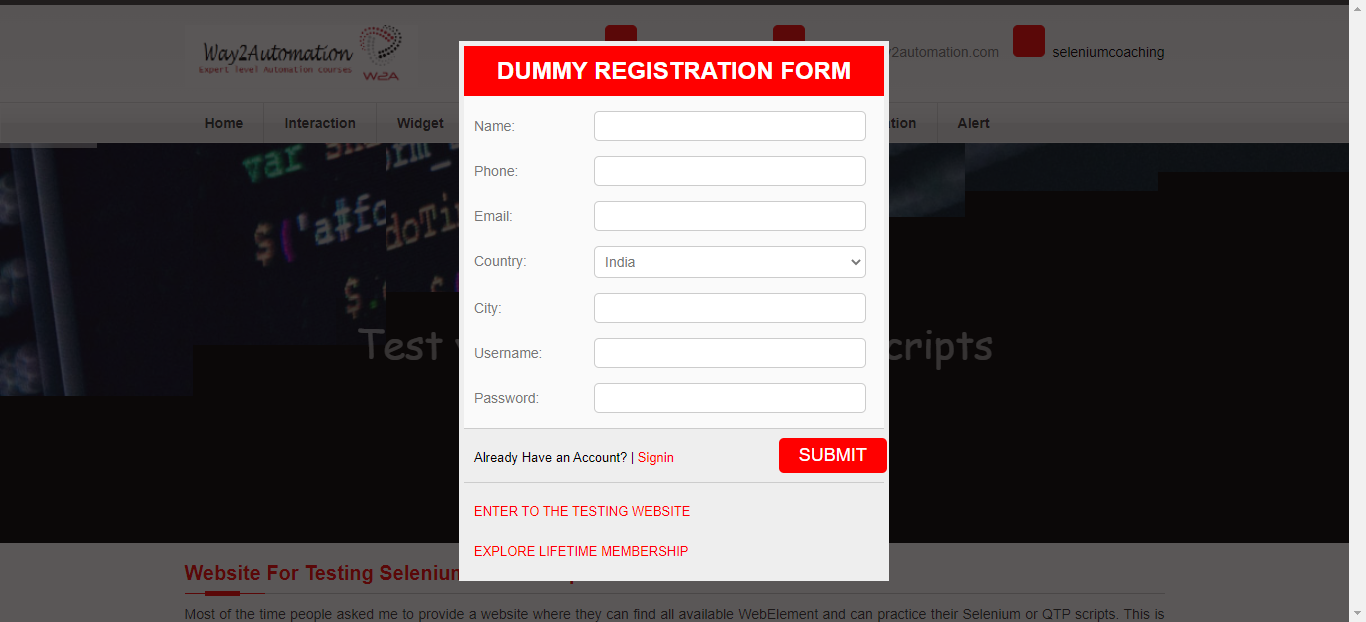 Way2Automation
Expert level Automation courses
W2A
2automation.com
seleniumcoaching
Home
Interaction
Widget
Alert
DUMMY REGISTRATION FORM
Name:
Phone:
Email:
Country:
India
City:
Username:
Password:
Already Have an Account? | Signin
SUBMIT
ENTER TO THE TESTING WEBSITE
EXPLORE LIFETIME MEMBERSHIP
var
$('a#fo
doTi
Test
cripts
Website For Testing Seleniu
Most of the time people asked me to provide a website where they can find all available WebElement and can practice their Selenium or QTP scripts. This is